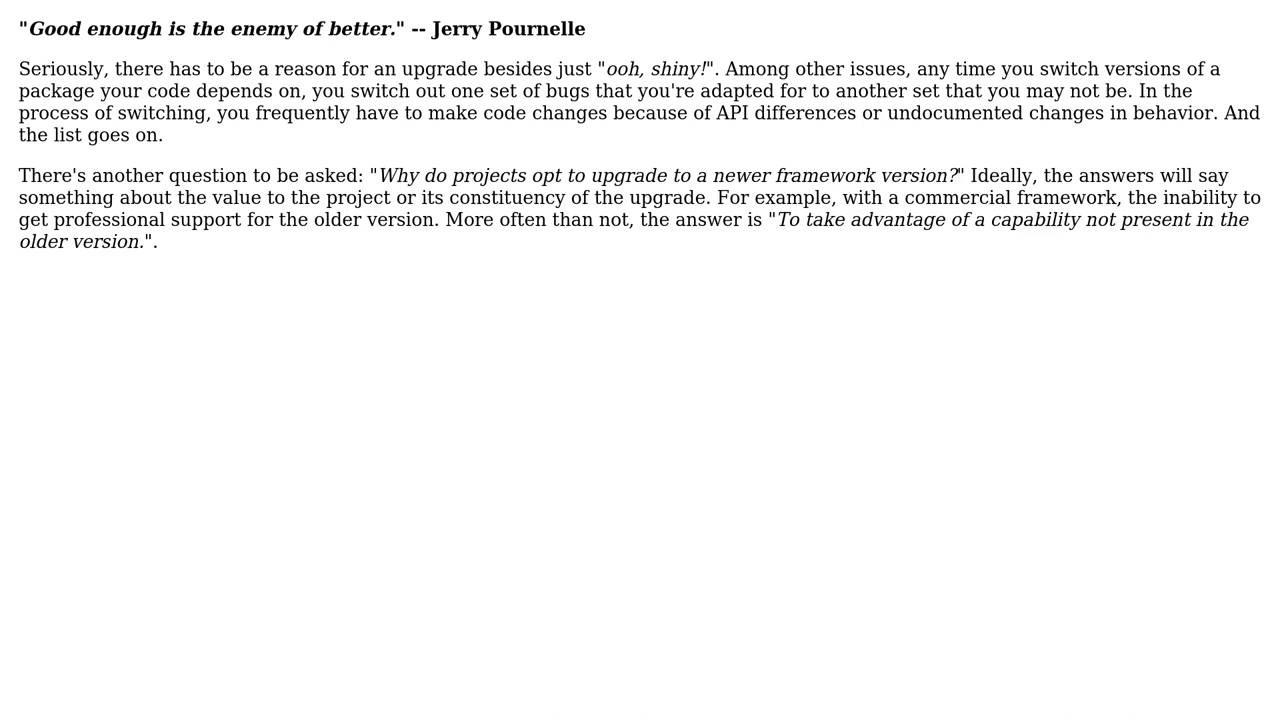 "Good enough is the enemy of better." -- Jerry Pournelle
Seriously, there has to be a reason for an upgrade besides just "ooh, shiny!". Among other issues, any time you switch versions of a
package your code depends on, you switch out one set of bugs that you're adapted for to another set that you may not be. In the
process of switching, you frequently have to make code changes because of API differences or undocumented changes in behavior. And
the list goes on.
There's another question to be asked: "Why do projects opt to upgrade to a newer framework version?" Ideally, the answers will say
something about the value to the project or its constituency of the upgrade. For example, with a commercial framework, the inability to
get professional support for the older version. More often than not, the answer is "To take advantage of a capability not present in the
older version.".